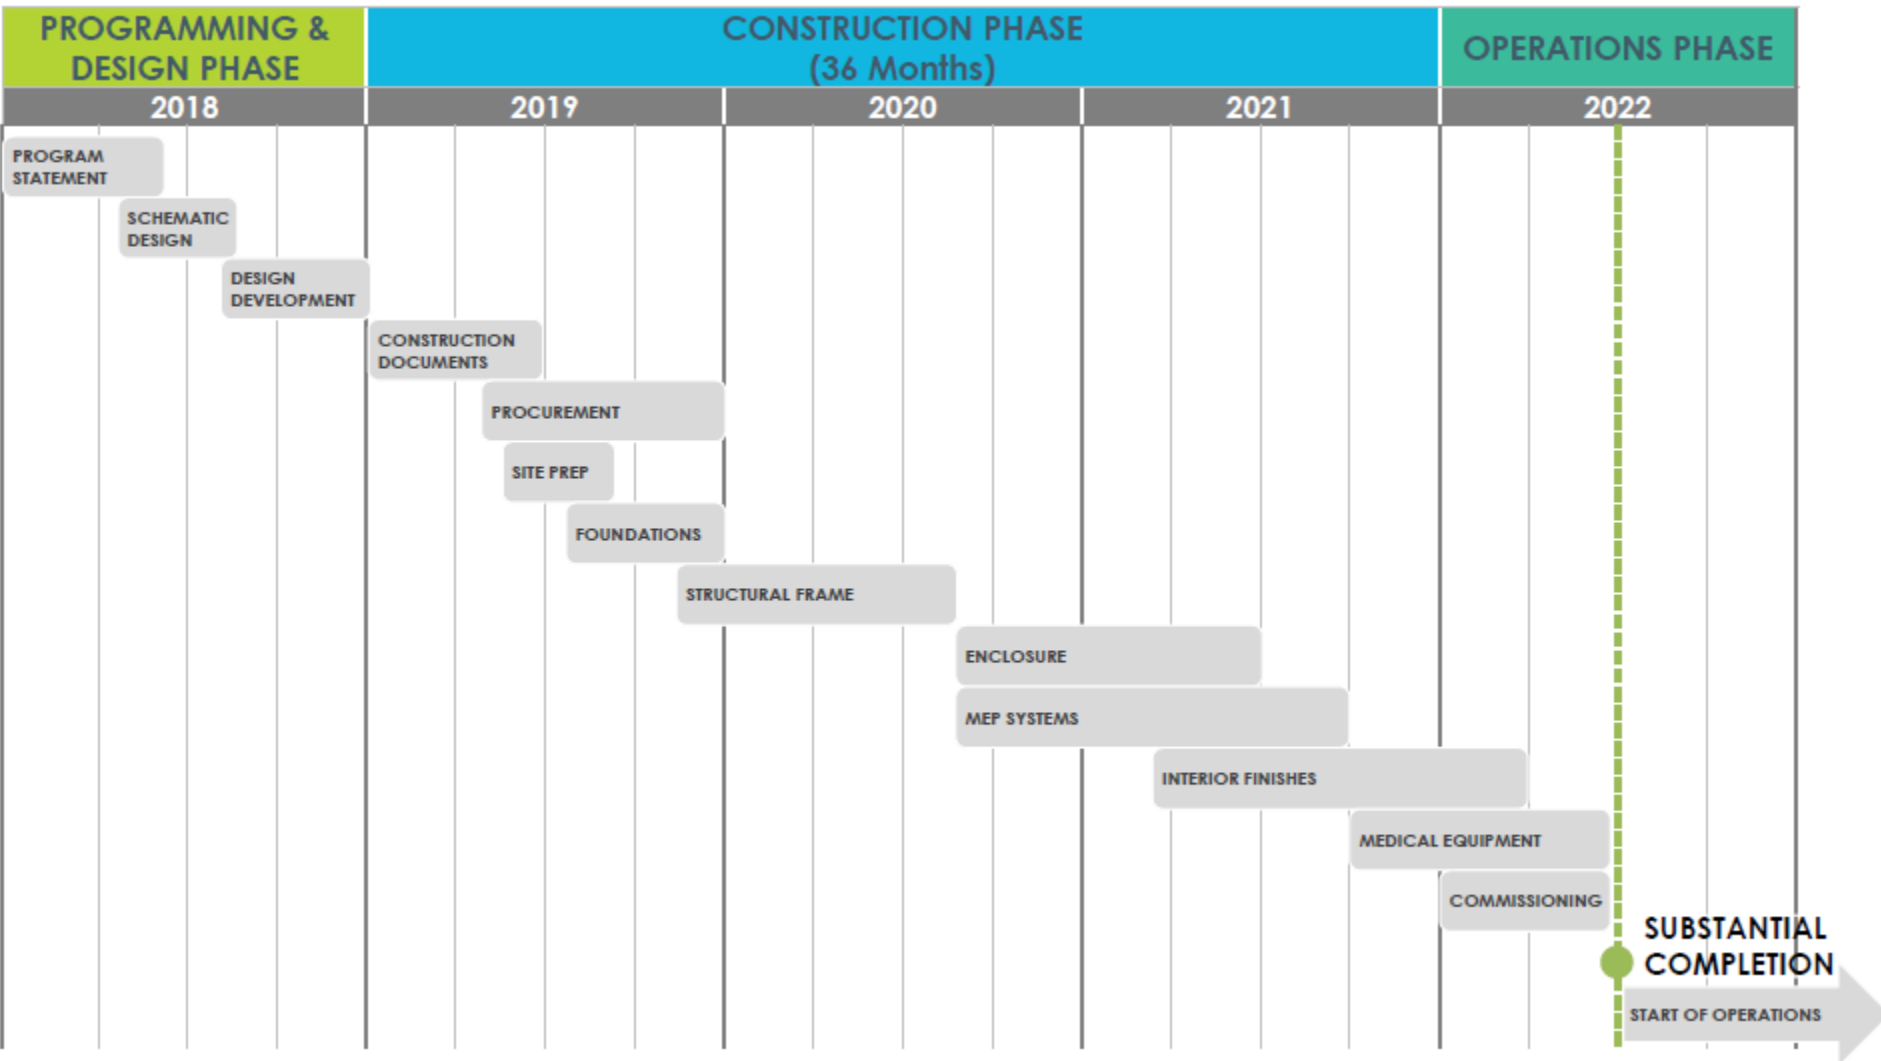 PROGRAMMING &
DESIGN PHASE
CONSTRUCTION PHASE
(36 Months)
OPERATIONS PHASE
2018
2019
2020
2021
2022
PROGRAM
STATEMENT
SCHEMATIC
DESIGN
DESIGN
DEVELOPMENT
CONSTRUCTION
DOCUMENTS
PROCUREMENT
SITE PREP
FOUNDATIONS
STRUCTURAL FRAME
ENCLOSURE
MEP SYSTEMS
INTERIOR FINISHES
MEDICAL EQUIPMENT
COMMISSIONING
SUBSTANTIAL
COMPLETION
START OF OPERATIONS